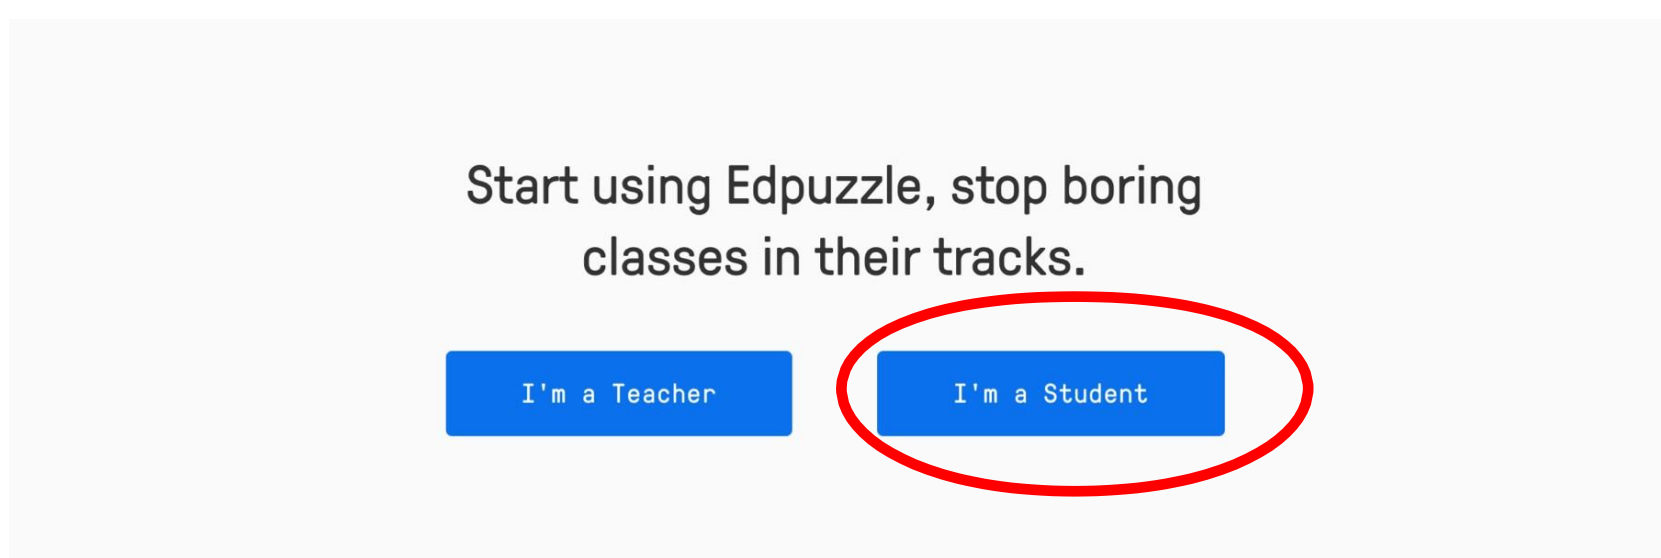 Start using Edpuzzle, stop boring
classes in their tracks.
I'm a Teacher
I'm a Student